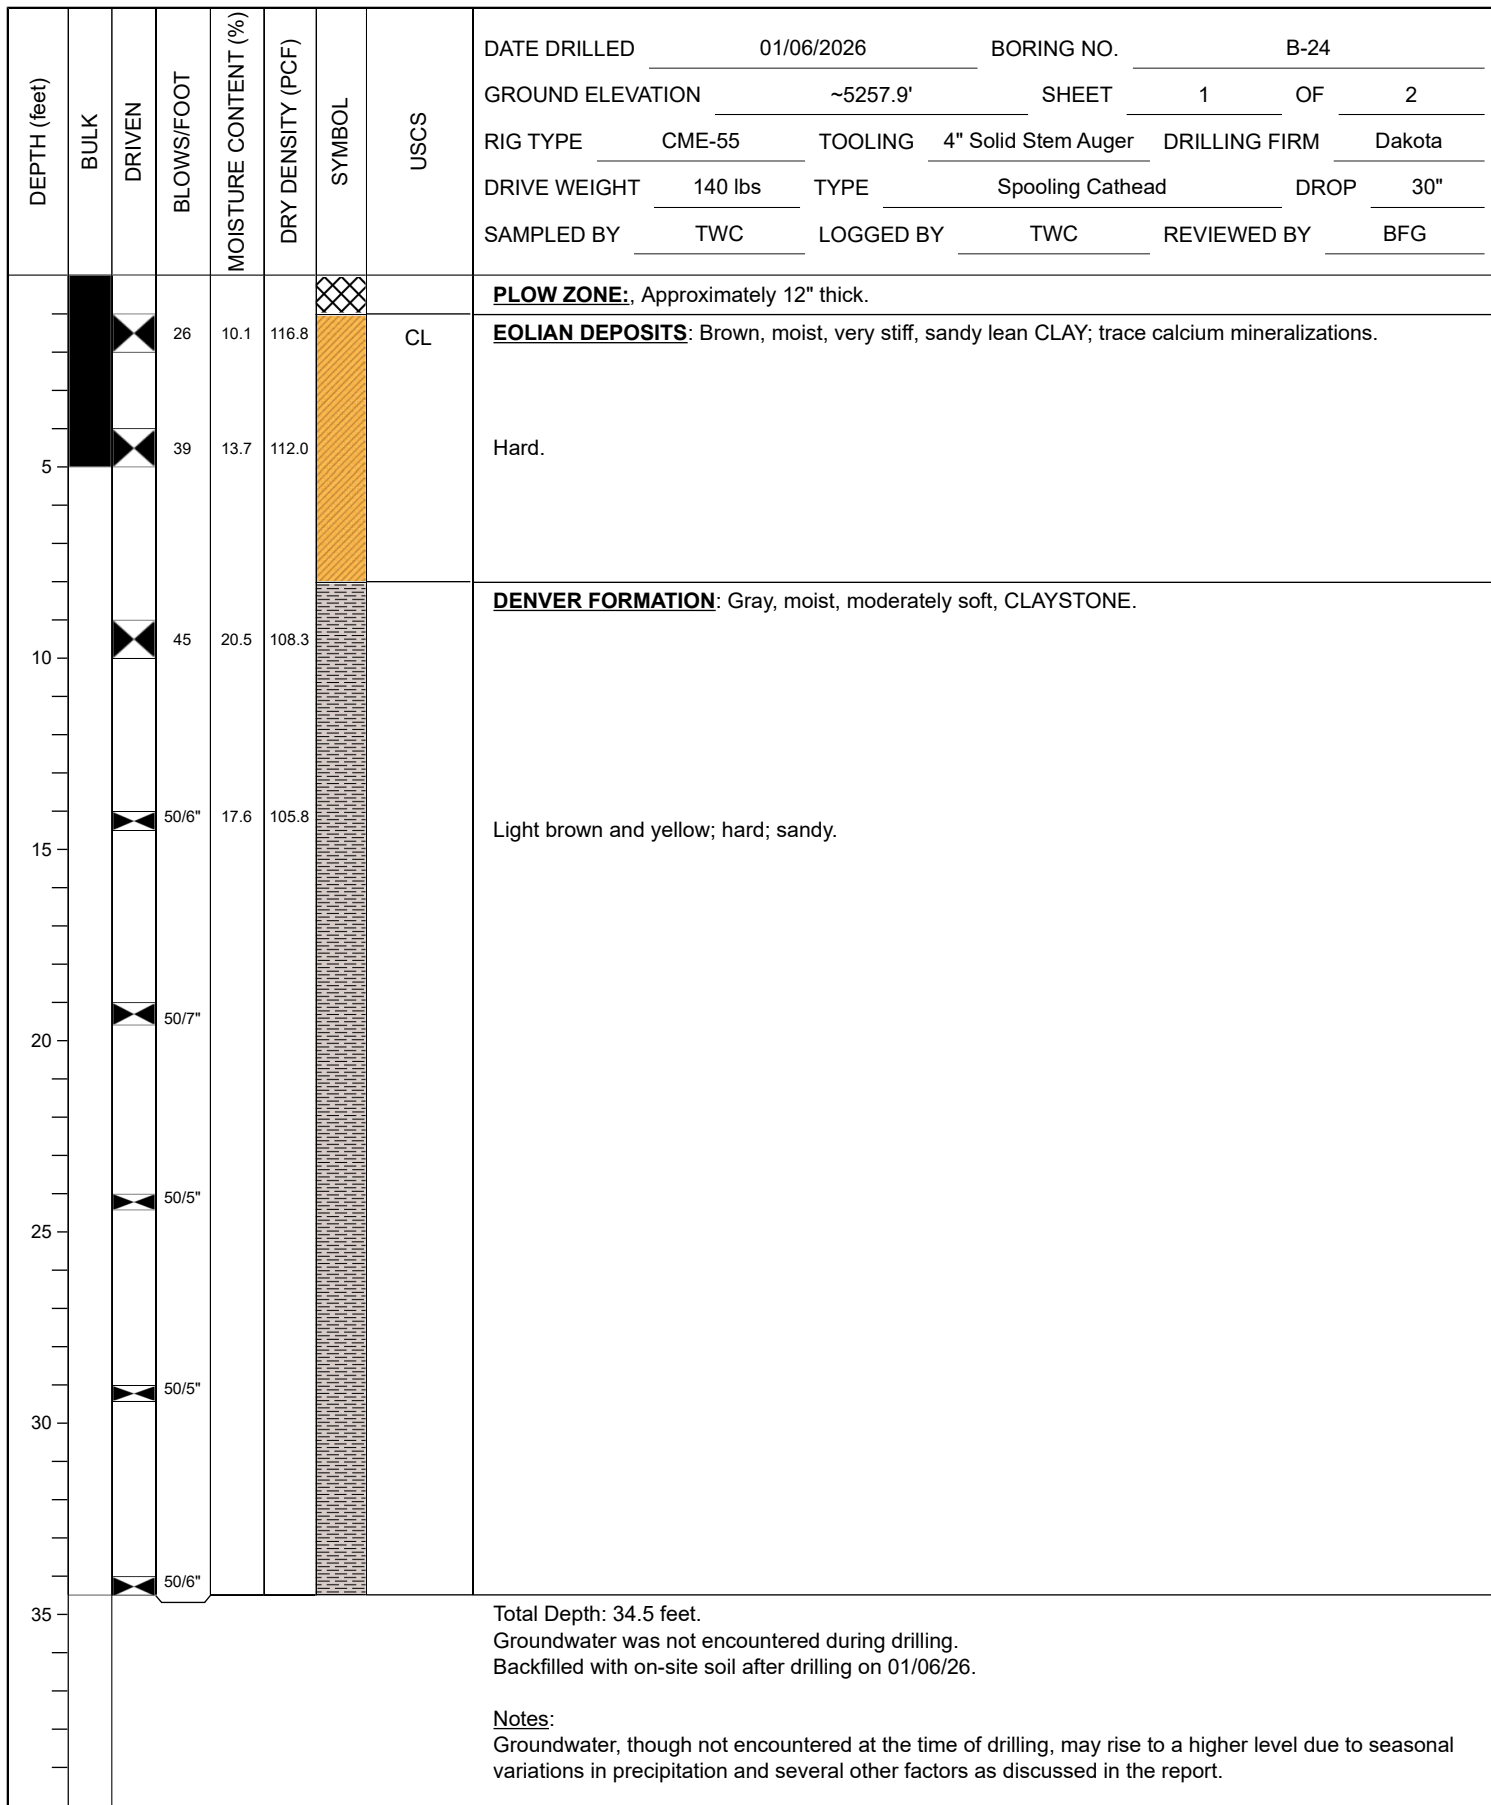 DEPTH (feet)
BULK
DRIVEN
BLOWS/FOOT
MOISTURE CONTENT (%)
DRY DENSITY (PCF)
SYMBOL
USCS
DATE DRILLED 01/06/2026 BORING NO. B-24
GROUND ELEVATION ~5257.9' SHEET 1 OF 2
RIG TYPE CME-55 TOOLING 4" Solid Stem Auger DRILLING FIRM Dakota
DRIVE WEIGHT 140 lbs TYPE Spooling Cathead DROP 30"
SAMPLED BY TWC LOGGED BY TWC REVIEWED BY BFG
PLOW ZONE:, Approximately 12" thick.
26 10.1 116.8 CL EOLIAN DEPOSITS: Brown, moist, very stiff, sandy lean CLAY; trace calcium mineralizations.
39 13.7 112.0 Hard.
5
DENVER FORMATION: Gray, moist, moderately soft, CLAYSTONE.
45 20.5 108.3
10
50/6" 17.6 105.8
Light brown and yellow; hard; sandy.
15
50/7"
20
50/5"
25
50/5"
30
50/6"
35 Total Depth: 34.5 feet.
Groundwater was not encountered during drilling.
Backfilled with on-site soil after drilling on 01/06/26.
Notes:
Groundwater, though not encountered at the time of drilling, may rise to a higher level due to seasonal
variations in precipitation and several other factors as discussed in the report.